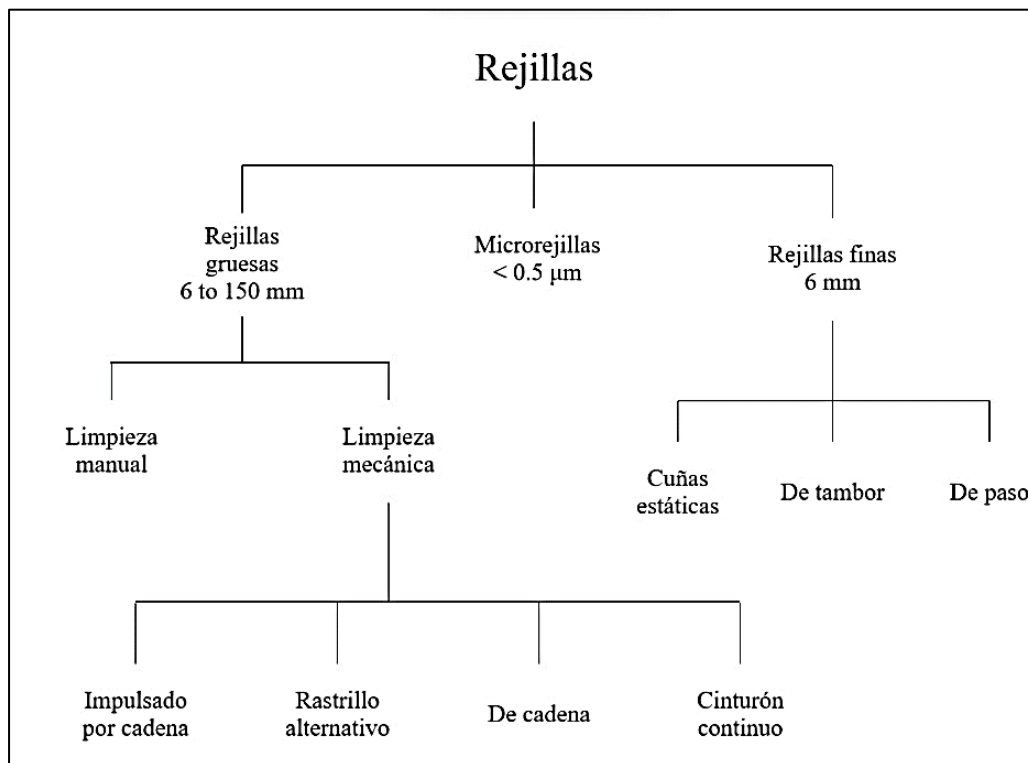 Rejillas
Rejillas
gruesas
6 to 150 mm
Microrejillas
< 0.5 μm
Rejillas finas
6 mm
Limpieza
manual
Limpieza
mecánica
Cuñas
estáticas
De tambor
De paso
Impulsado
por cadena
Rastrillo
alternativo
De cadena
Cinturón
continuo